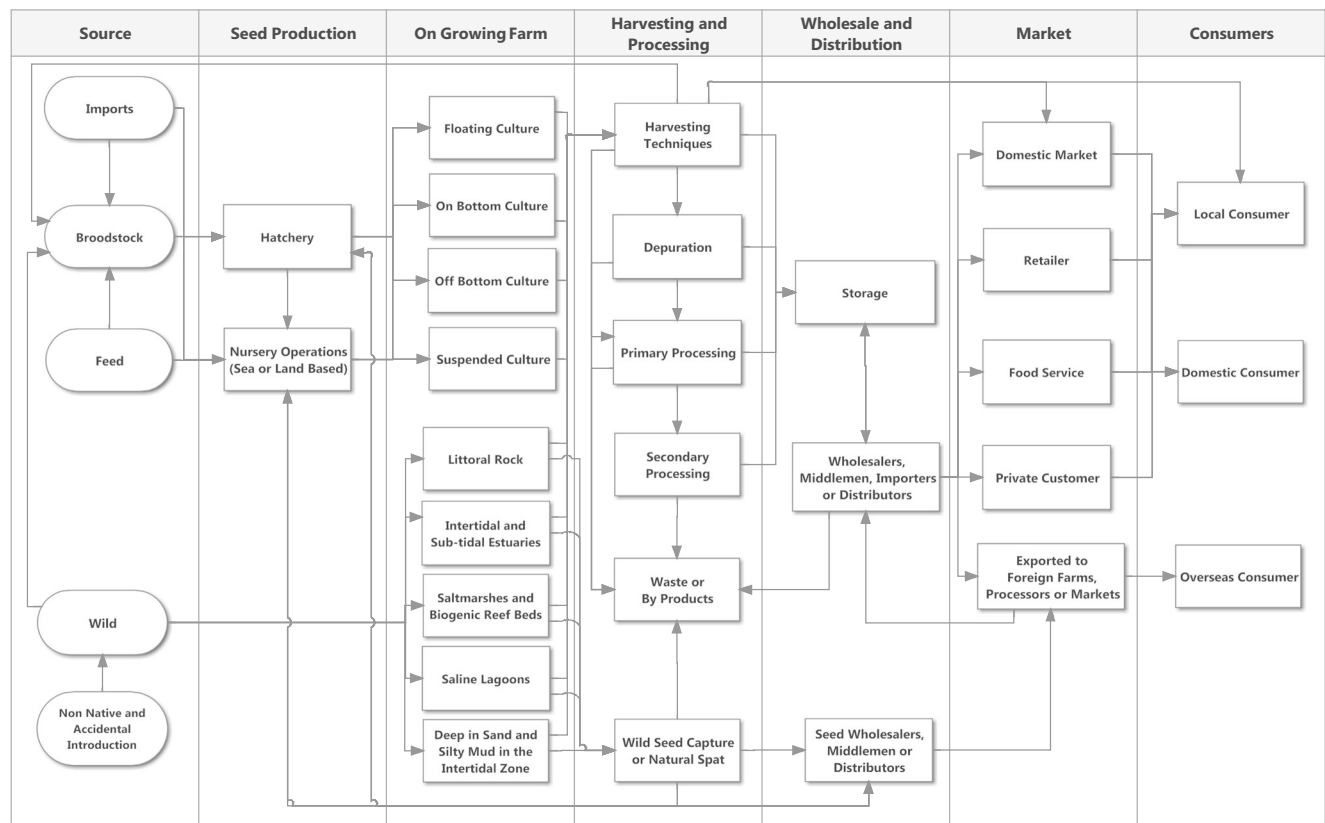 Source
Seed Production
On Growing Farm
Harvesting and
Processing
Wholesale and
Distribution
Market
Consumers
Imports
Broodstock
Feed
Wild
Non Native and
Accidental
Introduction
Hatchery
Nursery Operations
(Sea or Land Based)
Floating Culture
On Bottom Culture
Off Bottom Culture
Suspended Culture
Littoral Rock
Intertidal and
Sub-tidal Estuaries
Saltmarshes and
Biogenic Reef Beds
Saline Lagoons
Deep in Sand and
Silty Mud in the
Intertidal Zone
Harvesting
Techniques
Depuration
Primary Processing
Secondary
Processing
Waste or
By Products
Wild Seed Capture
or Natural Spat
Storage
Wholesalers,
Middlemen, Importers
or Distributors
Seed Wholesalers,
Middlemen or
Distributors
Domestic Market
Retailer
Food Service
Private Customer
Exported to
Foreign Farms,
Processors or Markets
Local Consumer
Domestic Consumer
Overseas Consumer